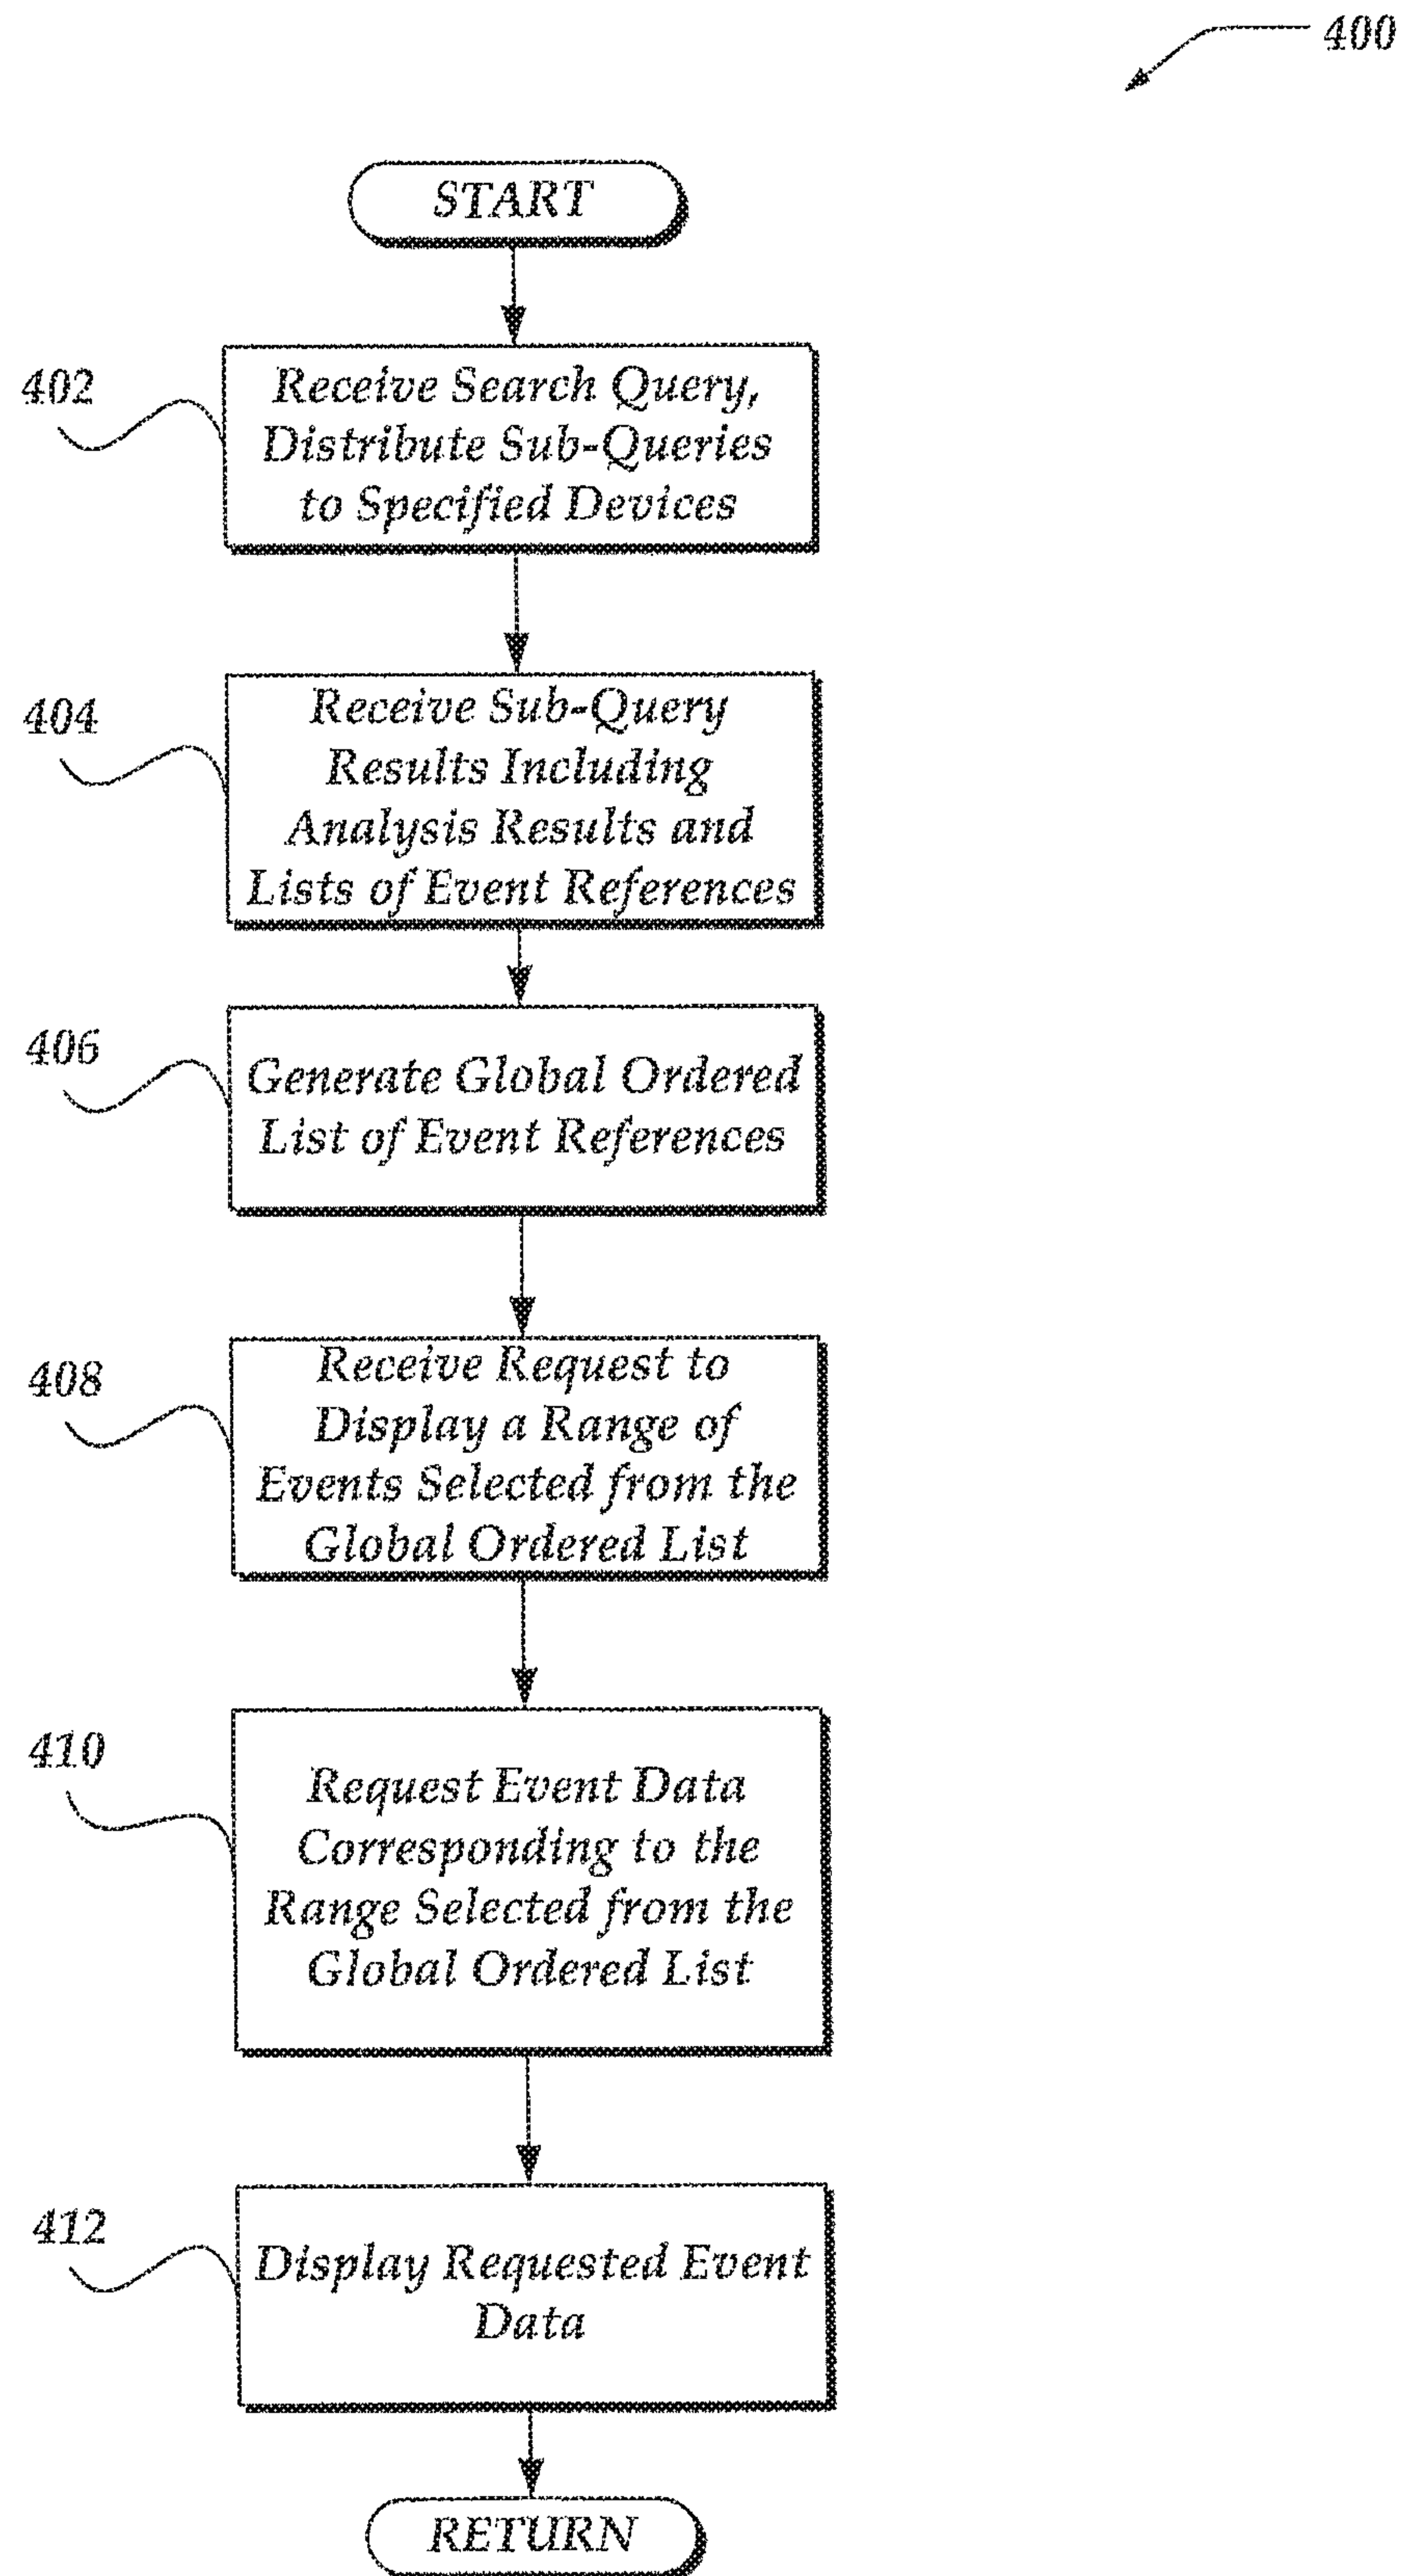 400
START
402
Receive Search Query,
Distribute Sub-Queries
to Specified Devices
404
Receive Sub-Query
Results Including
Analysis Results and
Lists of Event References
406
Generate Global Ordered
List of Event References
408
Receive Request to
Display a Range of
Events Selected from the
Global Ordered List
410
Request Event Data
Corresponding to the
Range Selected from the
Global Ordered List
412
Display Requested Event
Data
RETURN